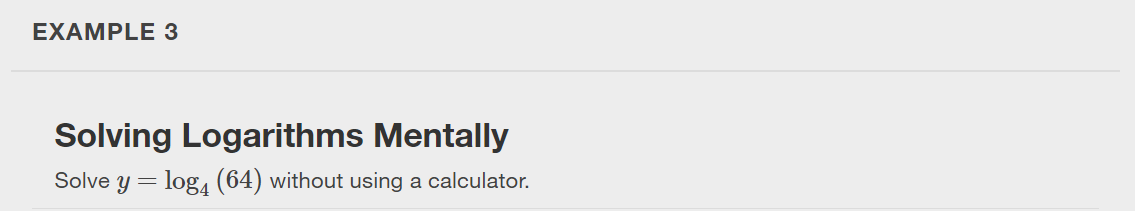 EXAMPLE 3
Solving Logarithms Mentally
Solve y = log₄ (64) without using a calculator.